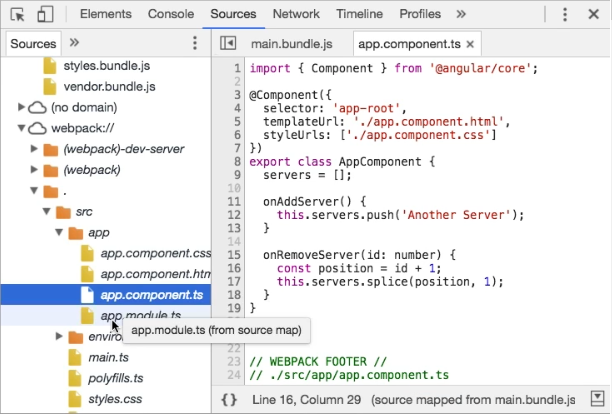 Elements Console Sources Network Timeline Profiles »
Sources »
main.bundle.js app.component.ts ×
styles.bundle.js
vendor.bundle.js
(no domain)
webpack://
(webpack)-dev-server
(webpack)
.
src
app
app.component.css
app.component.htm
app.component.ts
app.module.ts
app.module.ts (from source map)
main.ts
polyfills.ts
styles.css
1 import { Component } from '@angular/core';
2
3 @Component({
4 selector: 'app-root',
5 templateUrl: './app.component.html',
6 styleUrls: ['./app.component.css']
7 })
8 export class AppComponent {
9 servers = [];
10
11 onAddServer() {
12 this.servers.push('Another Server');
13 }
14
15 onRemoveServer(id: number) {
16 const position = id + 1;
17 this.servers.splice(position, 1);
18 }
19 }
22
23 // WEBPACK FOOTER //
24 // ./src/app/app.component.ts
{} Line 16, Column 29 (source mapped from main.bundle.js)